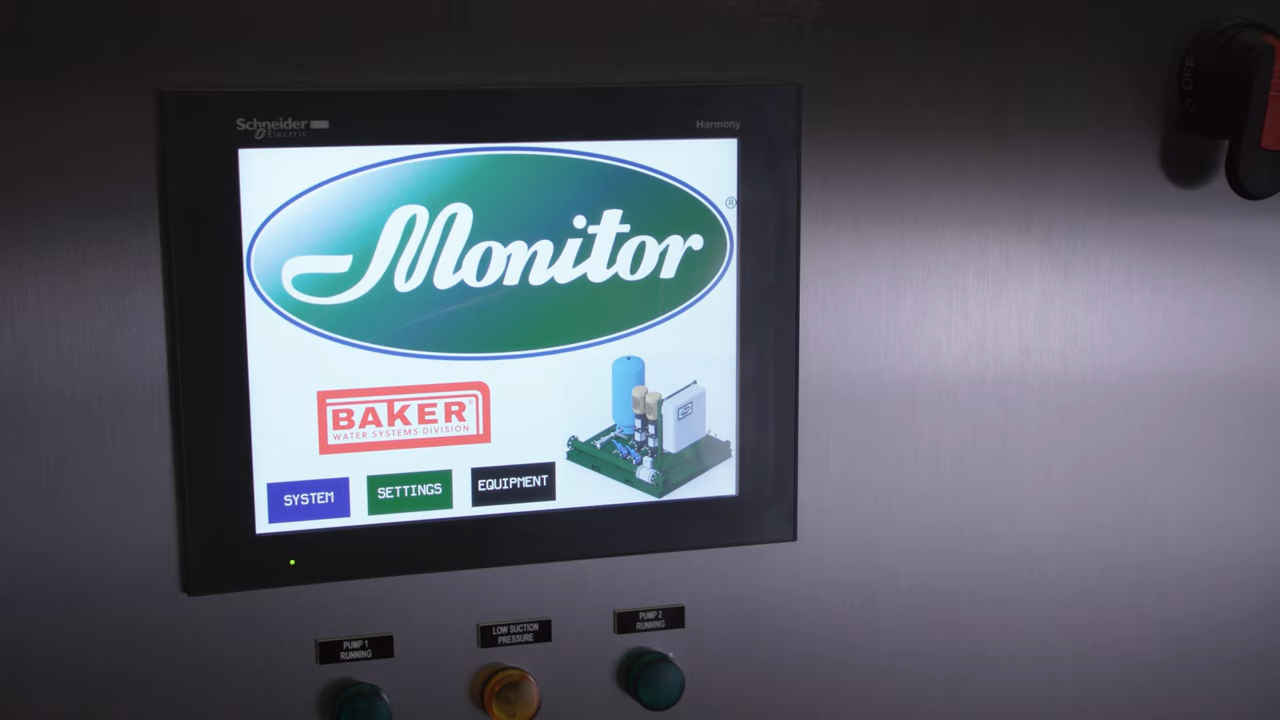 Schneider
Electric
Harmony
Monitor®
BAKER®
WATER SYSTEMS DIVISION
SYSTEM
SETTINGS
EQUIPMENT
PUMP 1
RUNNING
LOW SUCTION
PRESSURE
PUMP 2
RUNNING
OFF